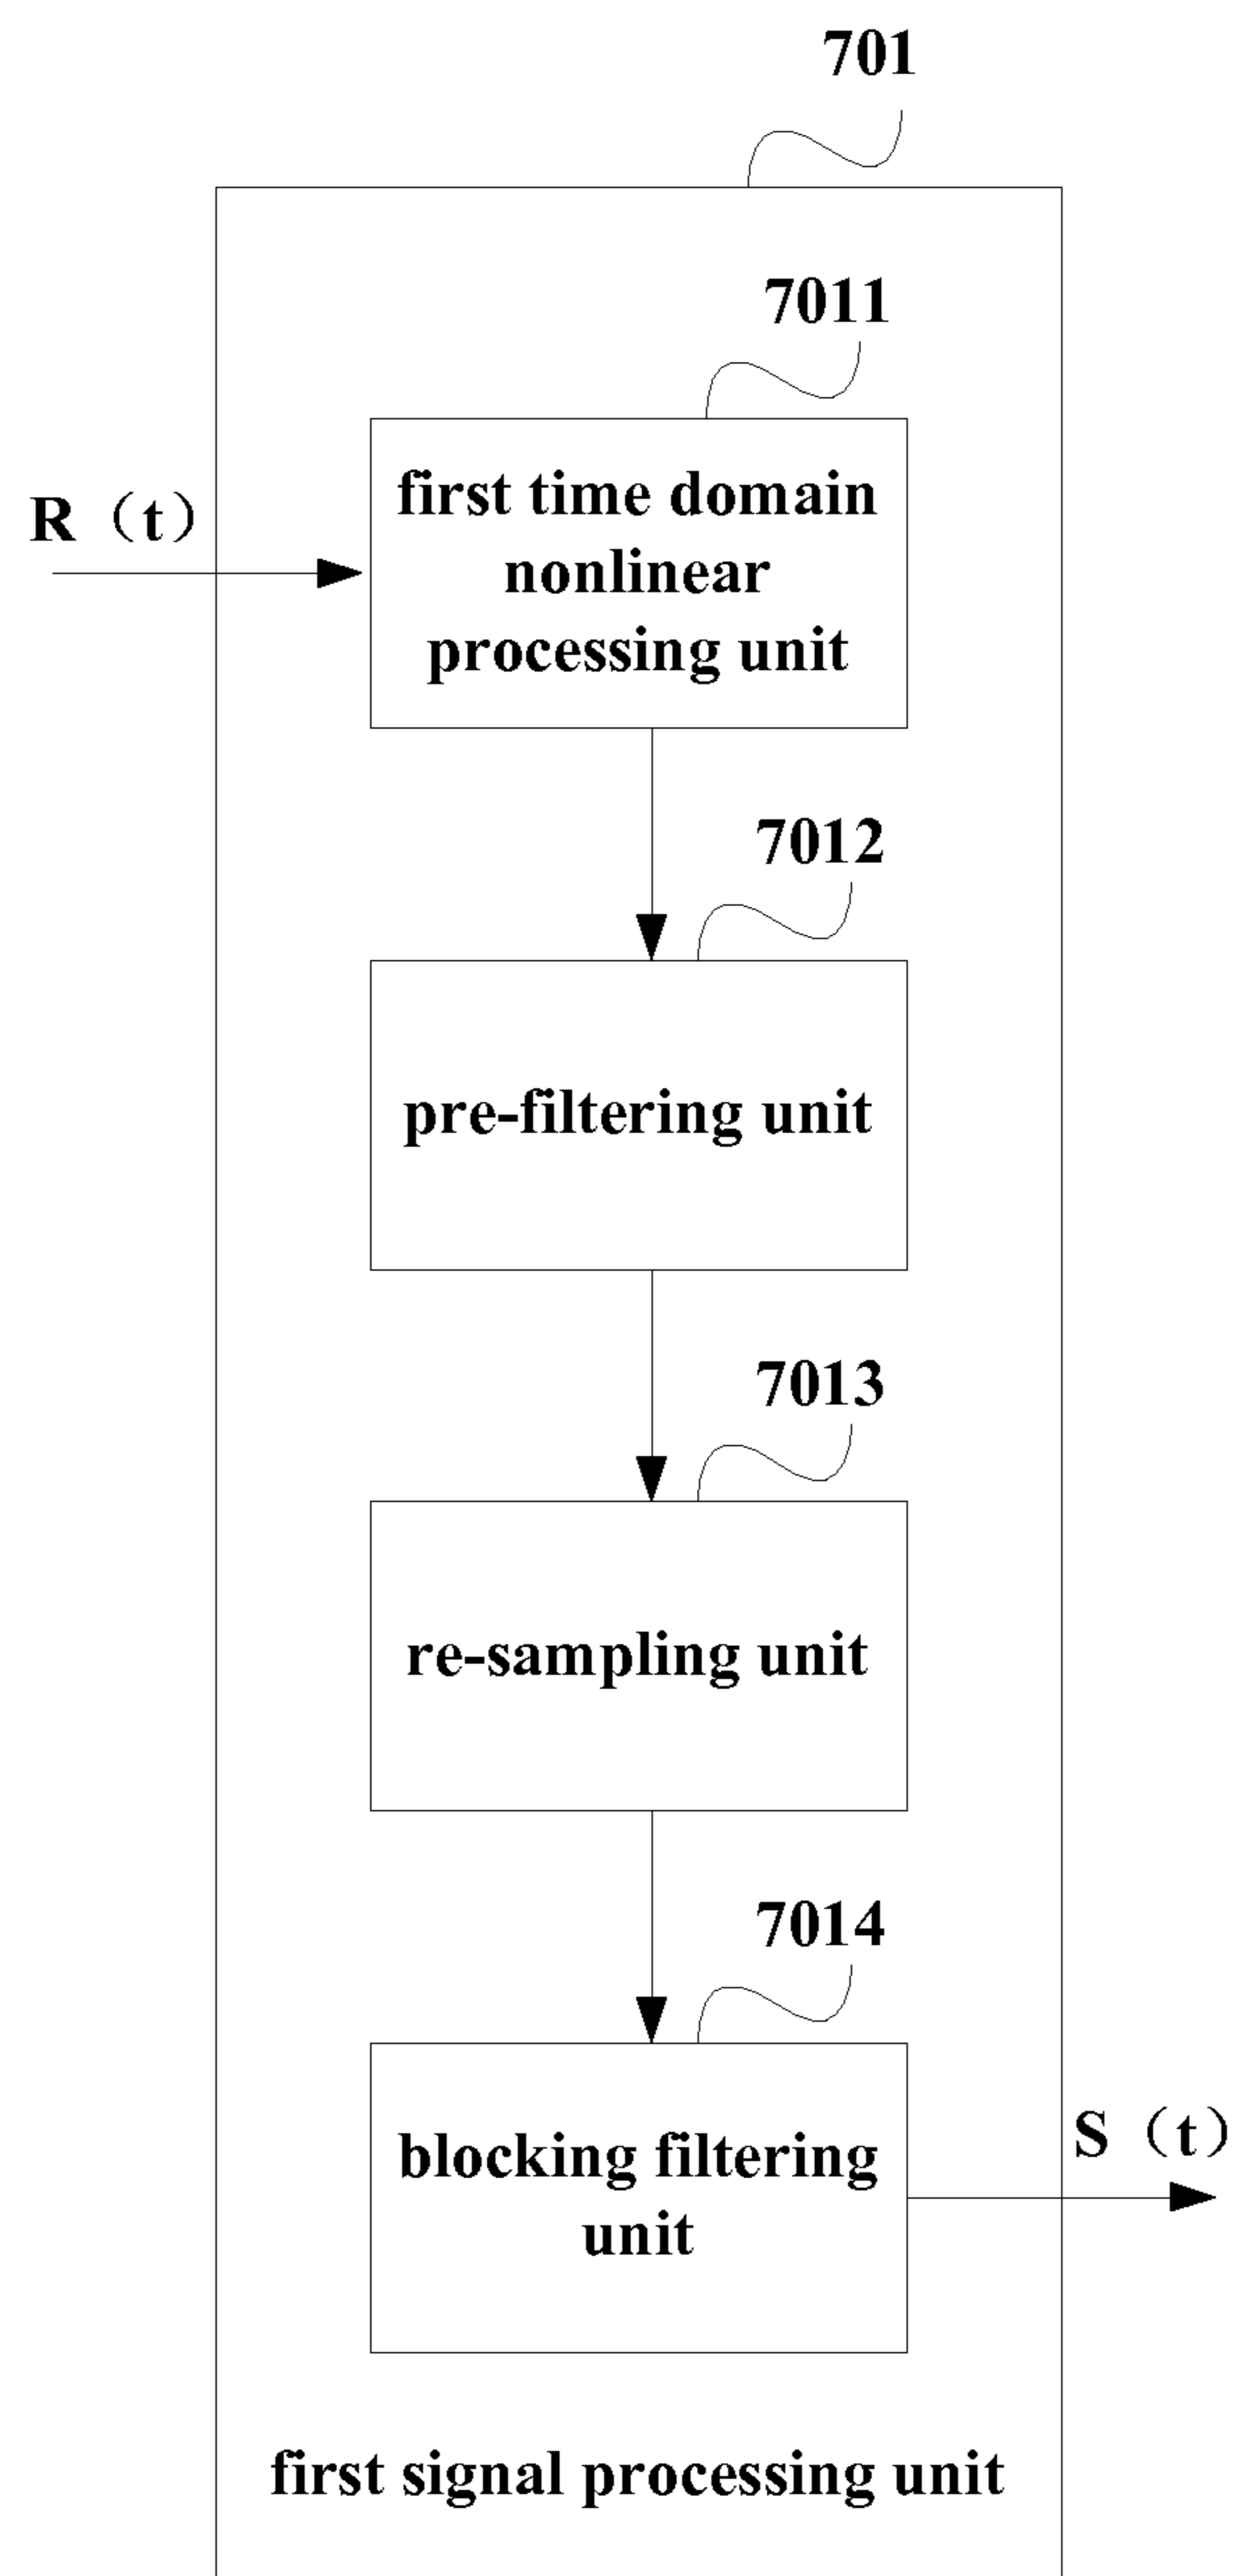 701
7011
first time domain
nonlinear
processing unit
R（t）
7012
pre-filtering unit
7013
re-sampling unit
7014
blocking filtering
unit
S（t）
first signal processing unit